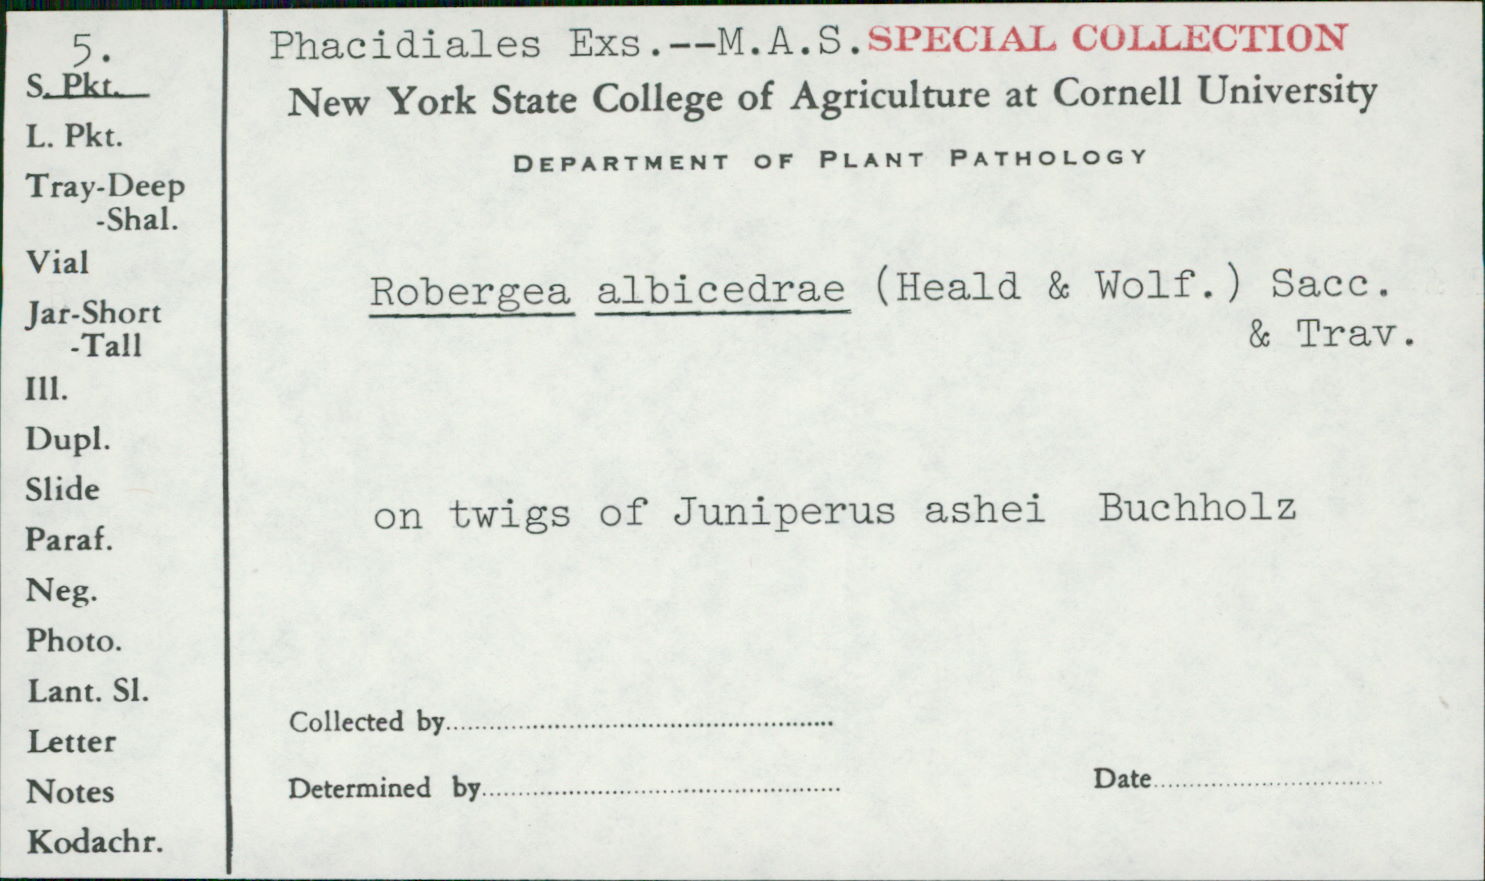 5.
S. Pkt.
L. Pkt.
Tray-Deep
-Shal.
Vial
Jar-Short
-Tall
Ill.
Dupl.
Slide
Paraf.
Neg.
Photo.
Lant. Sl.
Letter
Notes
Kodachr.
Phacidiales Exs.--M.A.S. SPECIAL COLLECTION
New York State College of Agriculture at Cornell University
DEPARTMENT OF PLANT PATHOLOGY
Robergea albicedrae (Heald & Wolf.) Sacc.
& Trav.
on twigs of Juniperus ashei Buchholz
Collected by
Determined by
Date